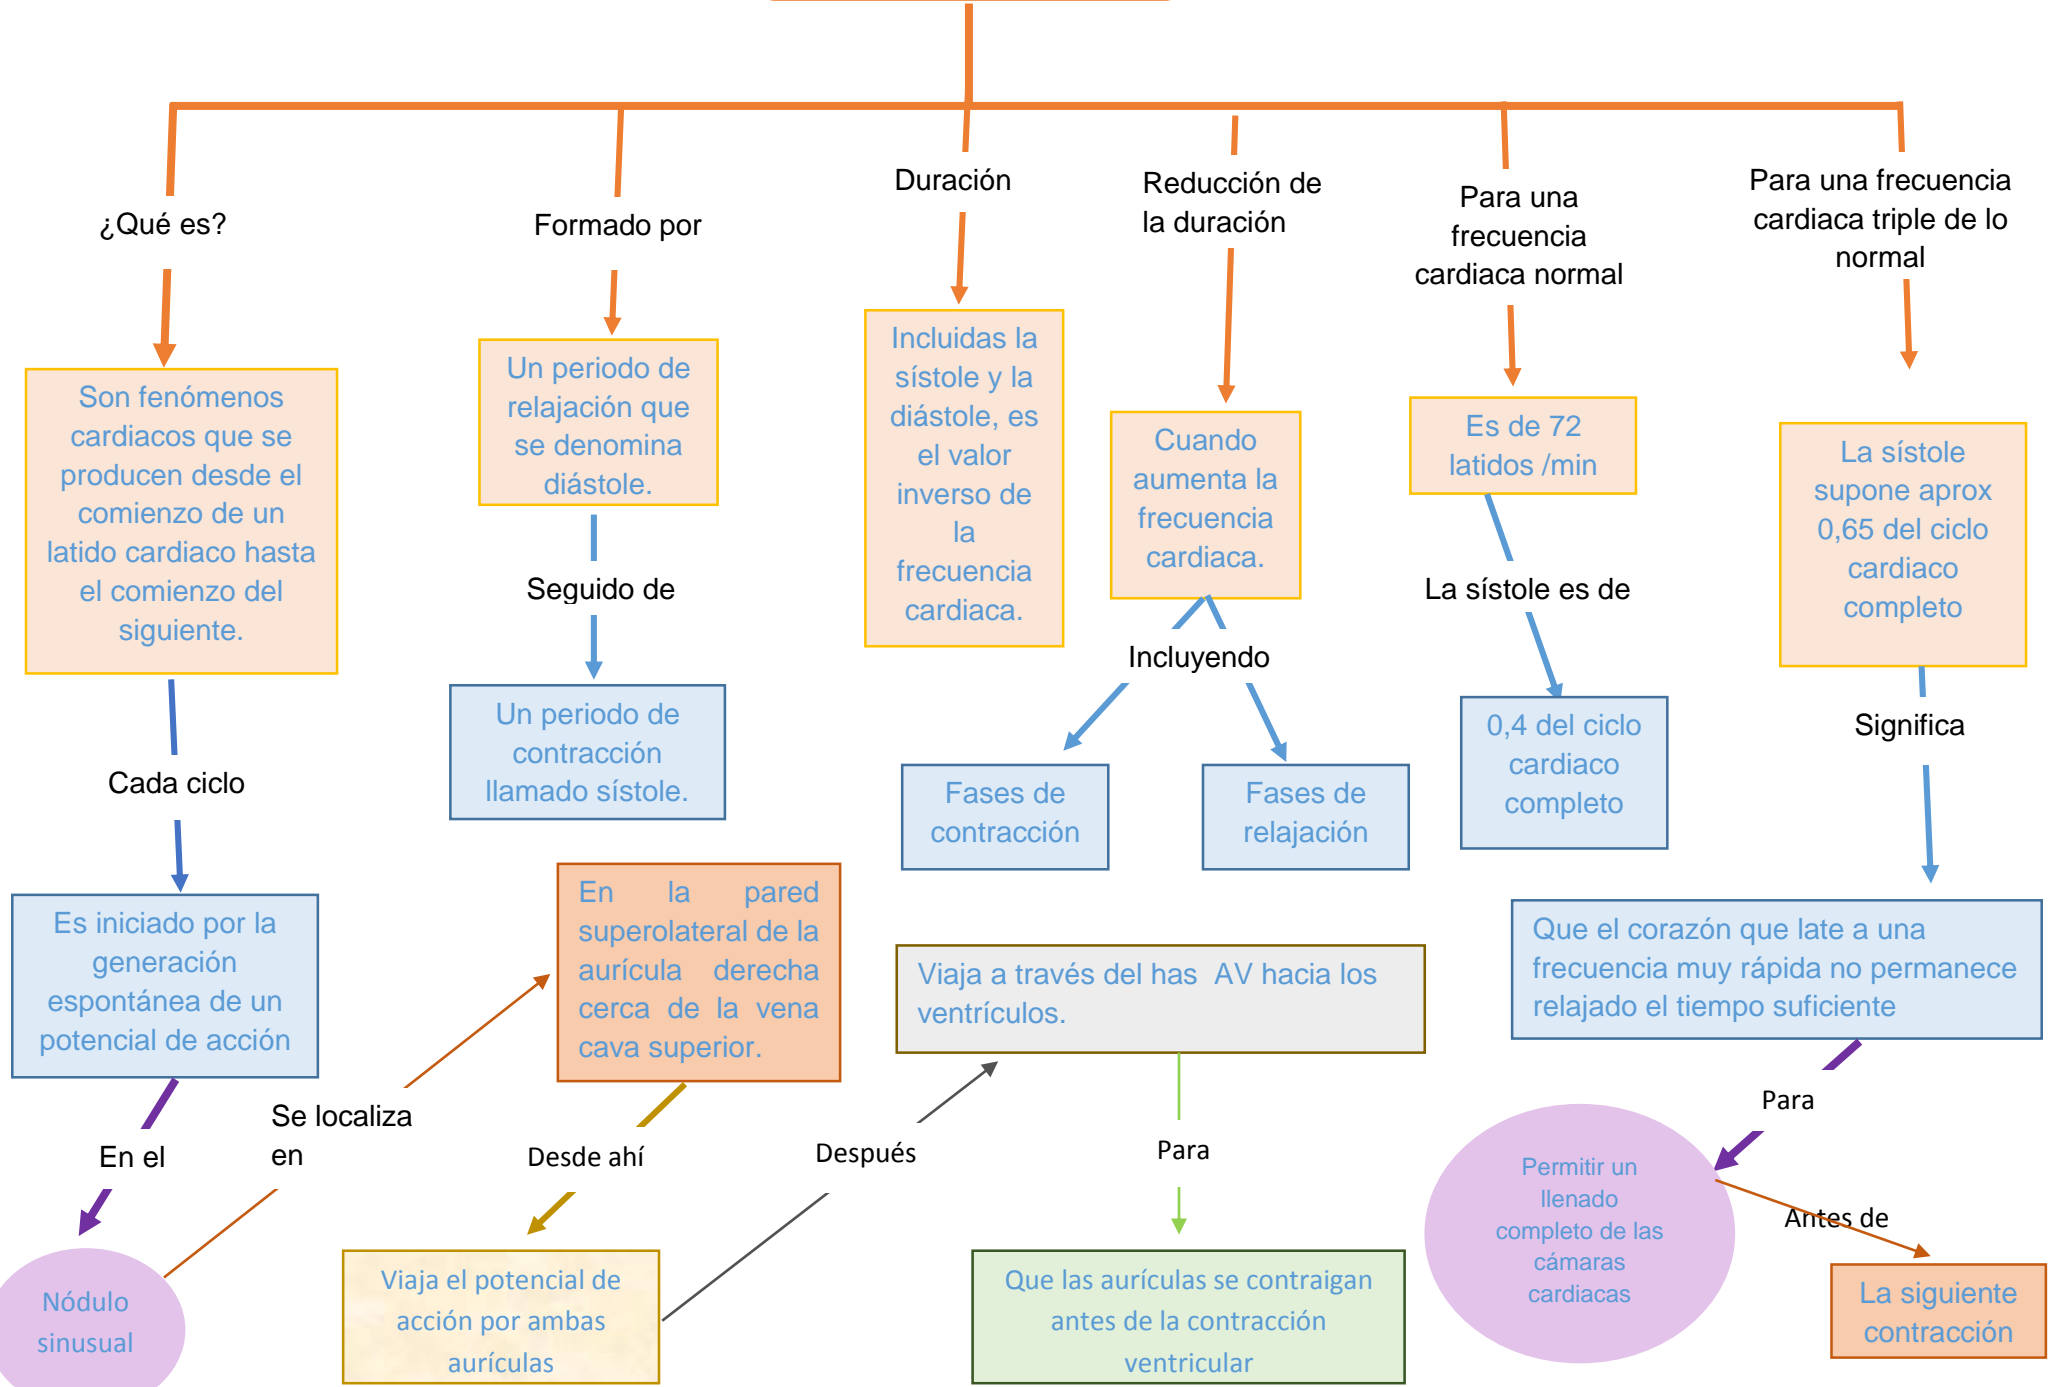 ¿Qué es?
Son fenómenos
cardiacos que se
producen desde el
comienzo de un
latido cardiaco hasta
el comienzo del
siguiente.
Cada ciclo
Es iniciado por la
generación
espontánea de un
potencial de acción
En el
Nódulo
sinusual
Se localiza
en
En la pared
superolateral de la
aurícula derecha
cerca de la vena
cava superior.
Desde ahí
Viaja el potencial de
acción por ambas
aurículas
Después
Viaja a través del has AV hacia los
ventrículos.
Para
Que las aurículas se contraigan
antes de la contracción
ventricular
Formado por
Un periodo de
relajación que
se denomina
diástole.
Seguido de
Un periodo de
contracción
llamado sístole.
Duración
Incluidas la
sístole y la
diástole, es
el valor
inverso de
la
frecuencia
cardiaca.
Reducción de
la duración
Cuando
aumenta la
frecuencia
cardiaca.
Incluyendo
Fases de
contracción
Fases de
relajación
Para una
frecuencia
cardiaca normal
Es de 72
latidos /min
La sístole es de
0,4 del ciclo
cardiaco
completo
Para una frecuencia
cardiaca triple de lo
normal
La sístole
supone aprox
0,65 del ciclo
cardiaco
completo
Significa
Que el corazón que late a una
frecuencia muy rápida no permanece
relajado el tiempo suficiente
Para
Permitir un
llenado
completo de las
cámaras
cardiacas
Antes de
La siguiente
contracción